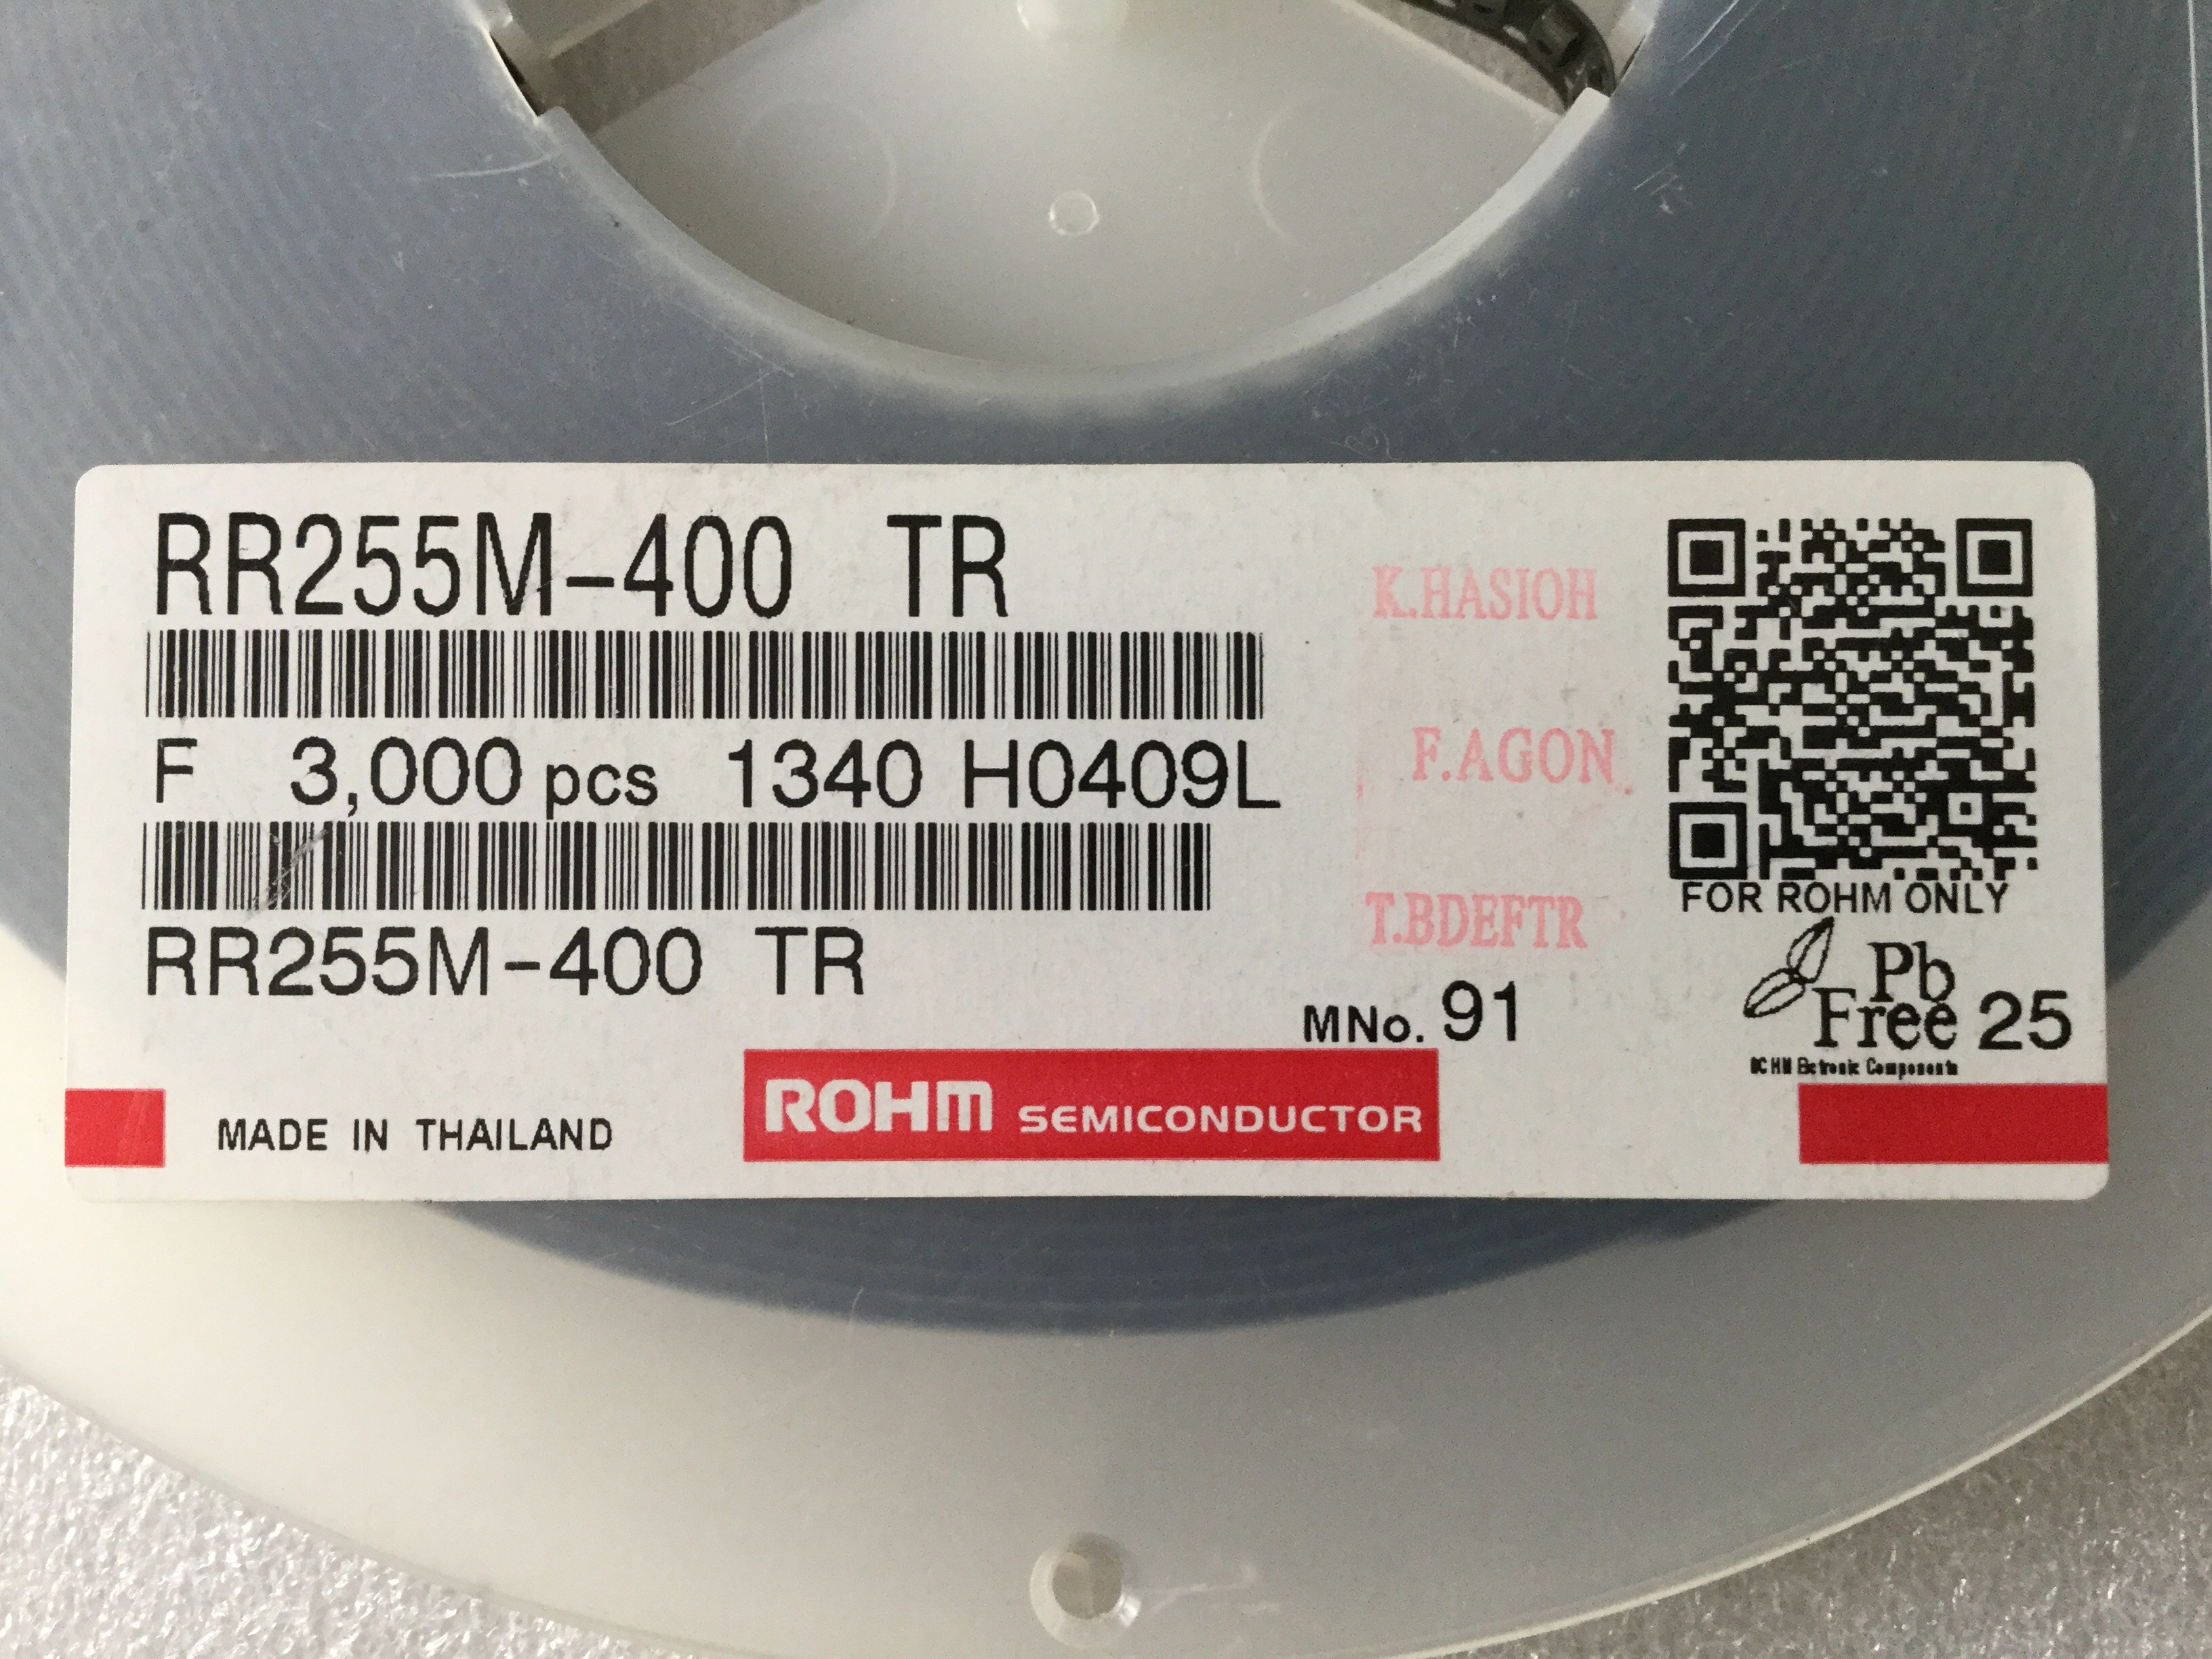 RR255M-400 TR
K.HASIOH
F 3,000 pcs 1340 H0409L
F.AGON
FOR ROHM ONLY
T.BDEFTR
RR255M-400 TR
MNo. 91
Pb
Free 25
Components
MADE IN THAILAND
ROHM SEMICONDUCTOR